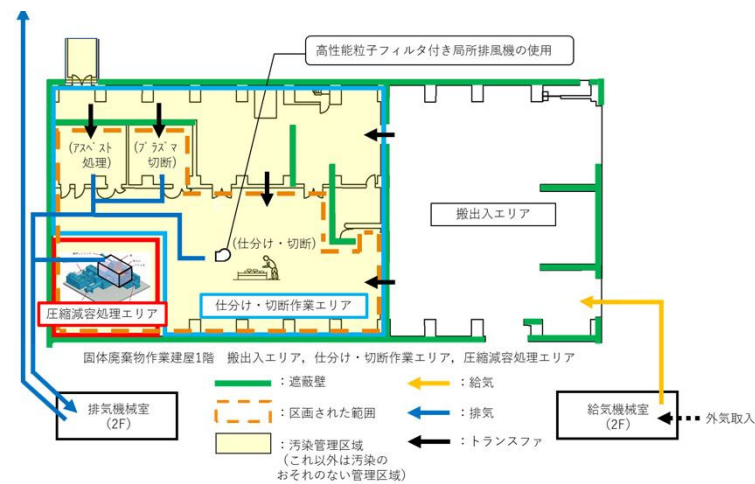 高性能粒子フィルタ付き局所排風機の使用
(ｱｽﾍﾞｽﾄ
処理)
(ﾌﾟﾗｽﾞﾏ
切断)
搬出入エリア
(仕分け・切断)
圧縮減容処理エリア
仕分け・切断作業エリア
固体廃棄物作業建屋1階　搬出入エリア，仕分け・切断作業エリア，圧縮減容処理エリア
：遮蔽壁
：給気
：区画された範囲
：排気
：汚染管理区域
(これ以外は汚染の
おそれのない管理区域)
：トランスファ
排気機械室
(2F)
給気機械室
(2F)
外気取入